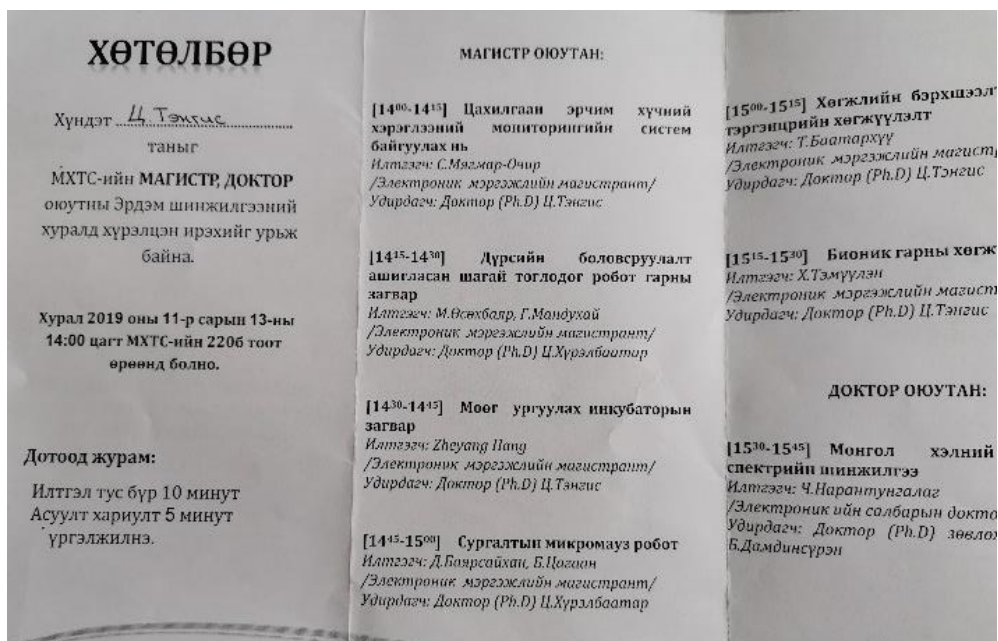 ХӨТӨЛБӨР
Хүндэт Ц. Тэнгис
таныг
МХТС-ийн МАГИСТР, ДОКТОР
оюутны Эрдэм шинжилгээний
хуралд хүрэлцэн ирэхийг урьж
байна.
Хурал 2019 оны 11-р сарын 13-ны
14:00 цагт МХТС-ийн 220б тоот
өрөөнд болно.
Дотоод журам:
Илтгэл тус бүр 10 минут
Асуулт хариулт 5 минут
үргэлжилнэ.
МАГИСТР ОЮУТАН:
[14⁰⁰-14¹⁵] Цахилгаан эрчим хүчний
хэрэглээний мониторингийн систем
байгуулах нь
Илтгэгч: С.Мягмар-Очир
/Электроник мэргэжлийн магистрант/
Удирдагч: Доктор (Ph.D) Ц.Тэнгис
[14¹⁵-14³⁰] Дүрсийн боловсруулалт
ашигласан шагай тоглодог робот гарны
загвар
Илтгэгч: М.Өсөхбаяр, Г.Мандухай
/Электроник мэргэжлийн магистрант/
Удирдагч: Доктор (Ph.D) Ц.Хүрэлбаатар
[14³⁰-14⁴⁵] Мөөг ургуулах инкубаторын
загвар
Илтгэгч: Zheyang Hang
/Электроник мэргэжлийн магистрант/
Удирдагч: Доктор (Ph.D) Ц.Тэнгис
[14⁴⁵-15⁰⁰] Сургалтын микромауз робот
Илтгэгч: Д.Баярсайхан, Б.Цогоон
/Электроник мэргэжлийн магистрант/
Удирдагч: Доктор (Ph.D) Ц.Хүрэлбаатар
[15⁰⁰-15¹⁵] Хөгжлийн бэрхшээлт
тэргэнцрийн хөгжүүлэлт
Илтгэгч: Т.Баатархүү
/Электроник мэргэжлийн магистр
Удирдагч: Доктор (Ph.D) Ц.Тэнгис
[15¹⁵-15³⁰] Бионик гарны хөгж
Илтгэгч: Х.Тэмүүлэн
/Электроник мэргэжлийн магист
Удирдагч: Доктор (Ph.D) Ц.Тэнгис
ДОКТОР ОЮУТАН:
[15³⁰-15⁴⁵] Монгол хэлний
спектрийн шинжилгээ
Илтгэгч: Ч.Нарантунгалаг
/Электроник ийн салбарын докто
Удирдагч: Доктор (Ph.D) зөвлөх
Б.Дамдинсүрэн